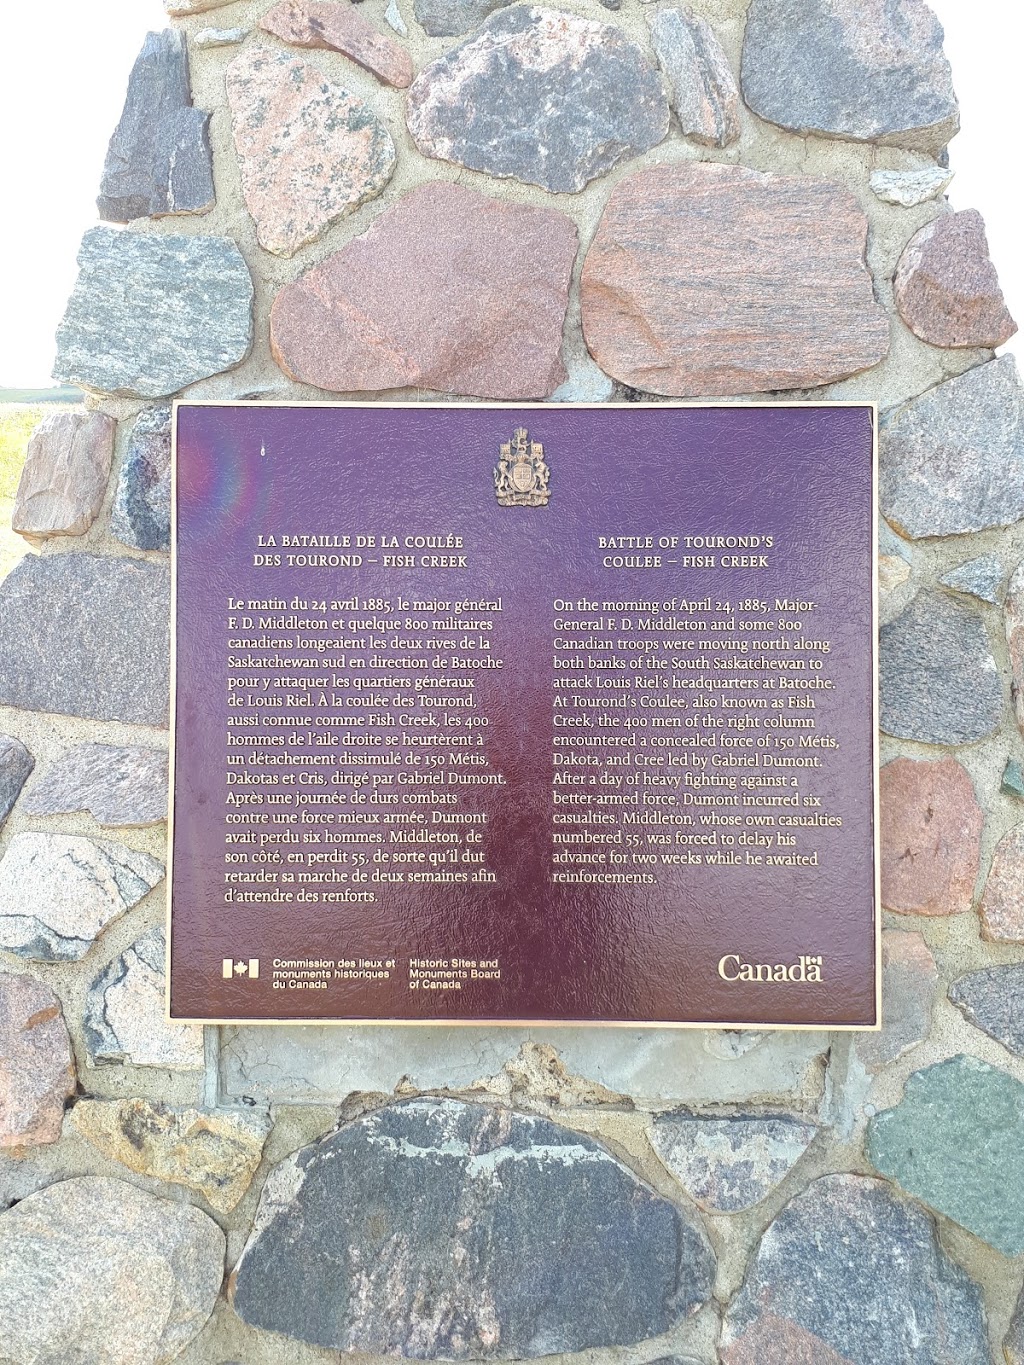 LA BATAILLE DE LA COULÉE
DES TOUROND – FISH CREEK
Le matin du 24 avril 1885, le major général
F. D. Middleton et quelque 800 militaires
canadiens longeaient les deux rives de la
Saskatchewan sud en direction de Batoche
pour y attaquer les quartiers généraux
de Louis Riel. À la coulée des Tourond,
aussi connue comme Fish Creek, les 400
hommes de l'aile droite se heurtèrent à
un détachement dissimulé de 150 Métis,
Dakotas et Cris, dirigé par Gabriel Dumont.
Après une journée de durs combats
contre une force mieux armée, Dumont
avait perdu six hommes. Middleton, de
son côté, en perdit 55, de sorte qu'il dut
retarder sa marche de deux semaines afin
d'attendre des renforts.
BATTLE OF TOUROND'S
COULEE – FISH CREEK
On the morning of April 24, 1885, Major-
General F. D. Middleton and some 800
Canadian troops were moving north along
both banks of the South Saskatchewan to
attack Louis Riel's headquarters at Batoche.
At Tourond's Coulee, also known as Fish
Creek, the 400 men of the right column
encountered a concealed force of 150 Métis,
Dakota, and Cree led by Gabriel Dumont.
After a day of heavy fighting against a
better-armed force, Dumont incurred six
casualties. Middleton, whose own casualties
numbered 55, was forced to delay his
advance for two weeks while he awaited
reinforcements.
Commission des lieux et
monuments historiques
du Canada
Historic Sites and
Monuments Board
of Canada
Canada